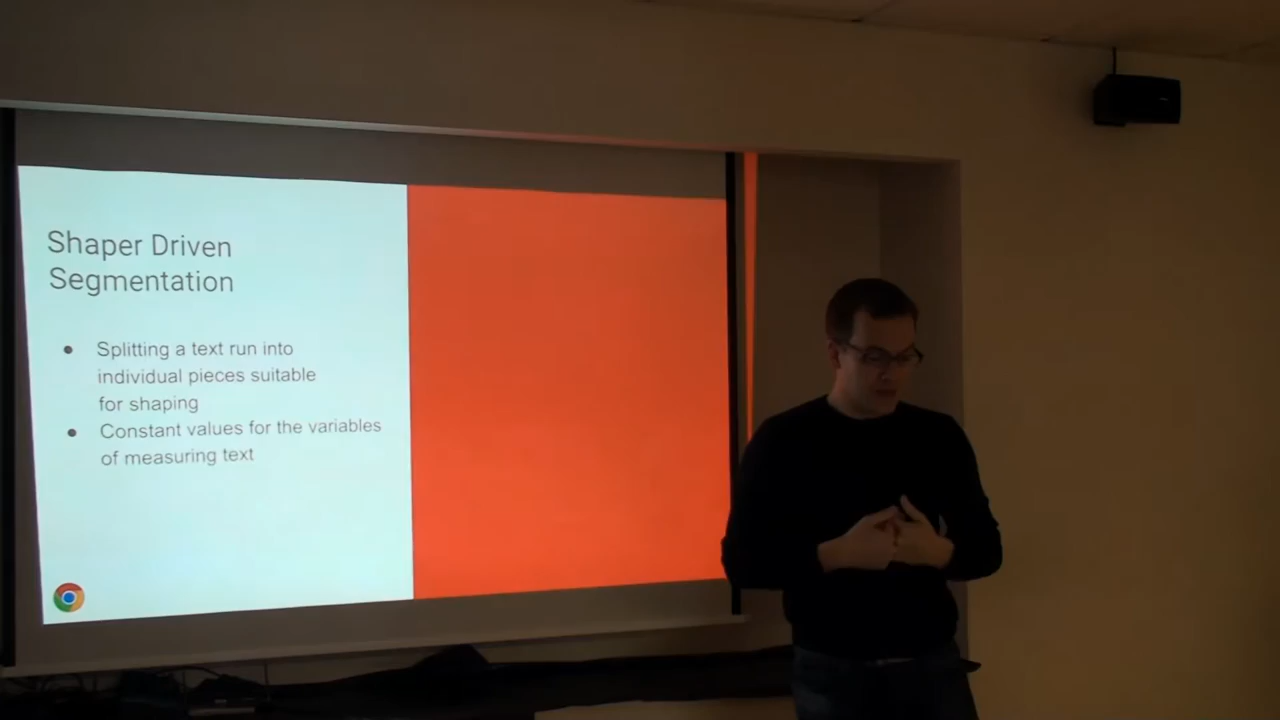 Shaper Driven
Segmentation
● Splitting a text run into
individual pieces suitable
for shaping
● Constant values for the variables
of measuring text